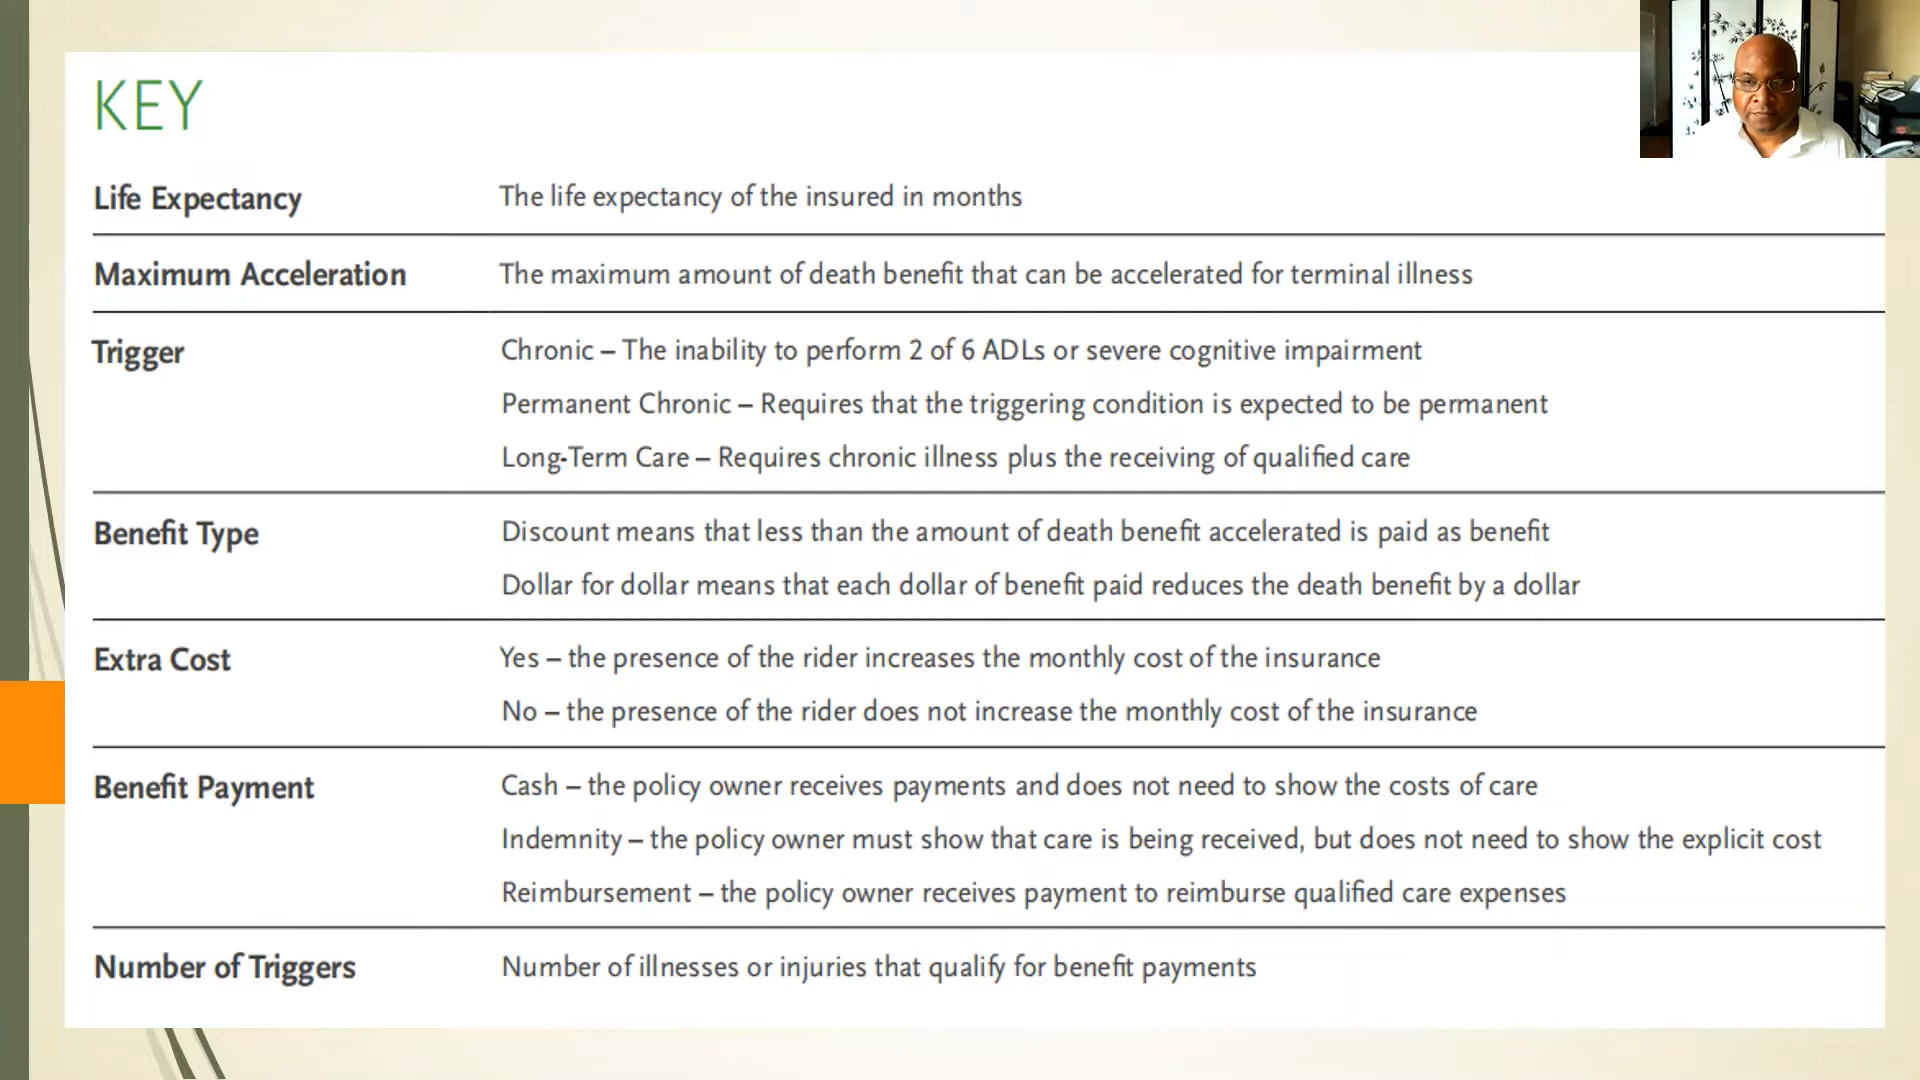 KEY
Life Expectancy The life expectancy of the insured in months
Maximum Acceleration The maximum amount of death benefit that can be accelerated for terminal illness
Trigger Chronic – The inability to perform 2 of 6 ADLs or severe cognitive impairment
Permanent Chronic – Requires that the triggering condition is expected to be permanent
Long-Term Care – Requires chronic illness plus the receiving of qualified care
Benefit Type Discount means that less than the amount of death benefit accelerated is paid as benefit
Dollar for dollar means that each dollar of benefit paid reduces the death benefit by a dollar
Extra Cost Yes – the presence of the rider increases the monthly cost of the insurance
No – the presence of the rider does not increase the monthly cost of the insurance
Benefit Payment Cash – the policy owner receives payments and does not need to show the costs of care
Indemnity – the policy owner must show that care is being received, but does not need to show the explicit cost
Reimbursement – the policy owner receives payment to reimburse qualified care expenses
Number of Triggers Number of illnesses or injuries that qualify for benefit payments